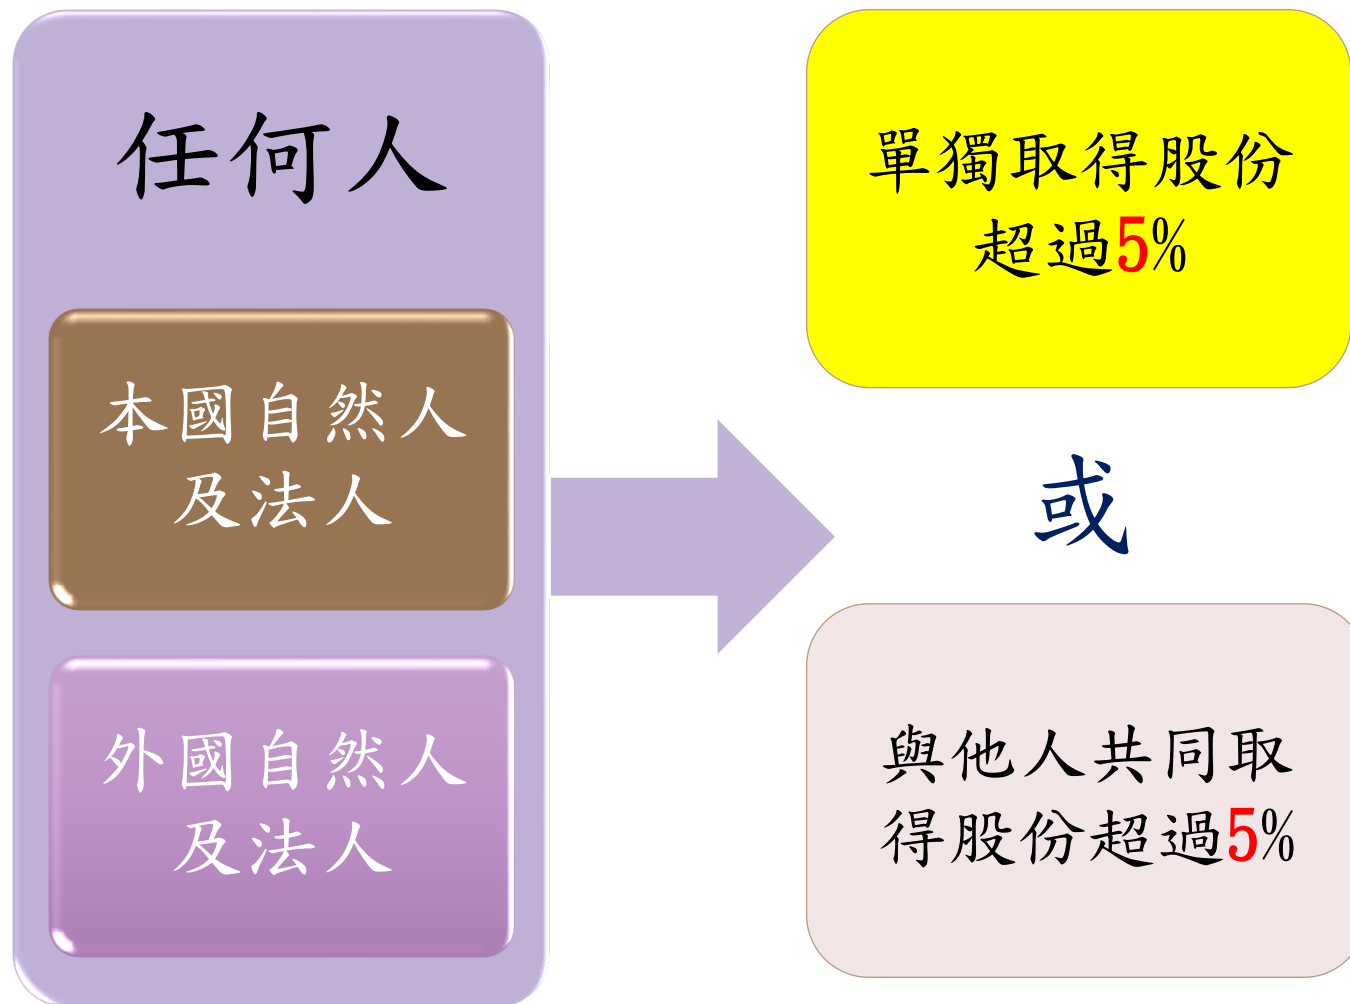 任何人
本國自然人
及法人
外國自然人
及法人
單獨取得股份
超過5%
或
與他人共同取
得股份超過5%